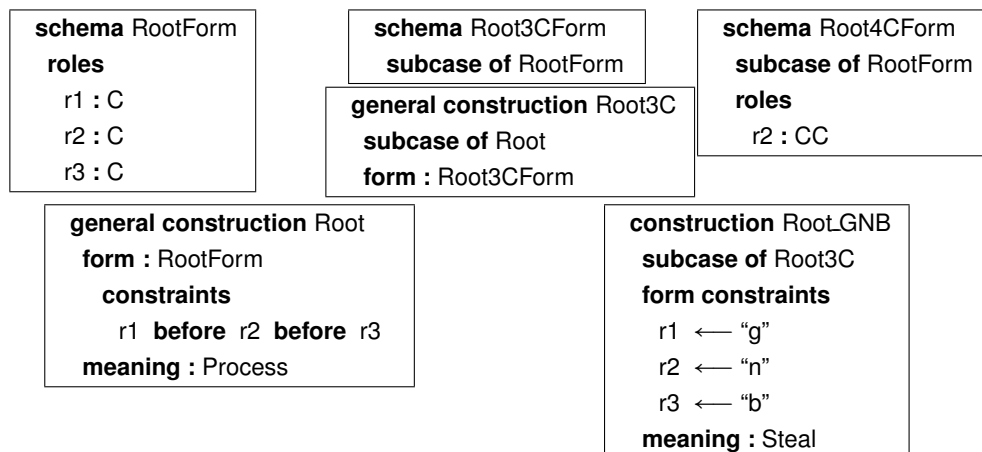 schema RootForm
roles
r1 : C
r2 : C
r3 : C
schema Root3CForm
subcase of RootForm
general construction Root3C
subcase of Root
form : Root3CForm
schema Root4CForm
subcase of RootForm
roles
r2 : CC
general construction Root
form : RootForm
constraints
r1 before r2 before r3
meaning : Process
construction Root_GNB
subcase of Root3C
form constraints
r1 ⟵ “g”
r2 ⟵ “n”
r3 ⟵ “b”
meaning : Steal